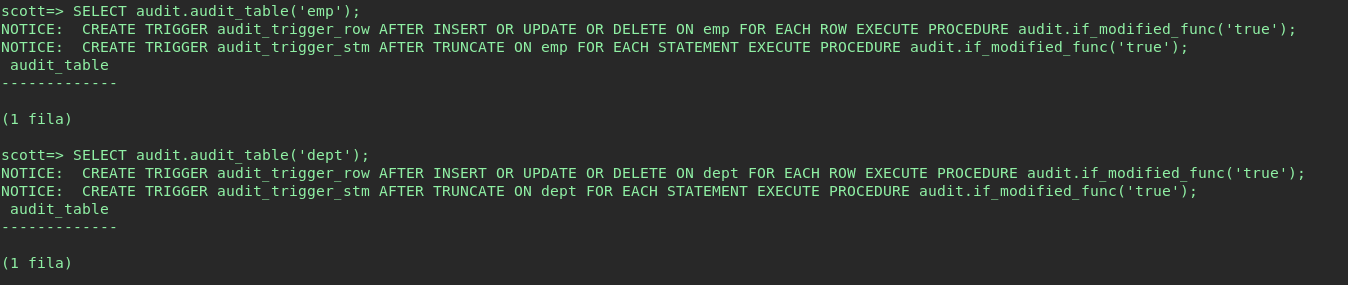 scott=> SELECT audit.audit_table('emp');
NOTICE:  CREATE TRIGGER audit_trigger_row AFTER INSERT OR UPDATE OR DELETE ON emp FOR EACH ROW EXECUTE PROCEDURE audit.if_modified_func('true');
NOTICE:  CREATE TRIGGER audit_trigger_stm AFTER TRUNCATE ON emp FOR EACH STATEMENT EXECUTE PROCEDURE audit.if_modified_func('true');
 audit_table
-------------

(1 fila)

scott=> SELECT audit.audit_table('dept');
NOTICE:  CREATE TRIGGER audit_trigger_row AFTER INSERT OR UPDATE OR DELETE ON dept FOR EACH ROW EXECUTE PROCEDURE audit.if_modified_func('true');
NOTICE:  CREATE TRIGGER audit_trigger_stm AFTER TRUNCATE ON dept FOR EACH STATEMENT EXECUTE PROCEDURE audit.if_modified_func('true');
 audit_table
-------------

(1 fila)